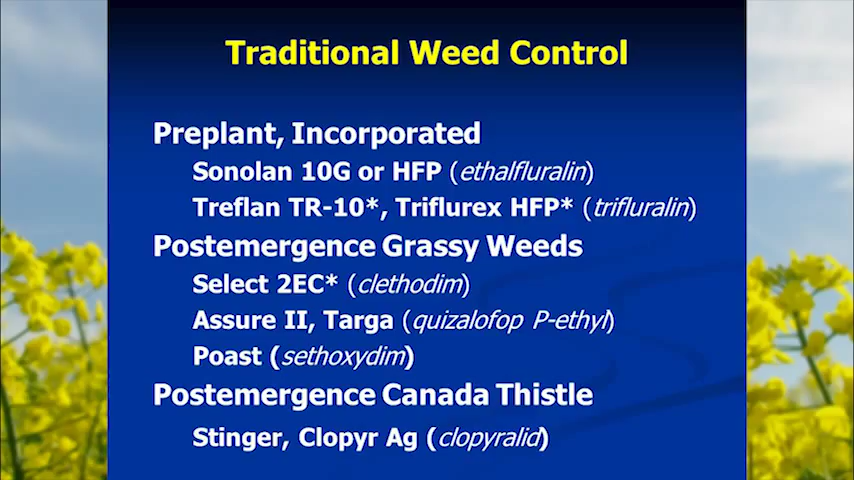 Traditional Weed Control
Preplant, Incorporated
Sonolan 10G or HFP (ethalfluralin)
Treflan TR-10*, Triflurex HFP* (trifluralin)
Postemergence Grassy Weeds
Select 2EC* (clethodim)
Assure II, Targa (quizalofop P-ethyl)
Poast (sethoxydim)
Postemergence Canada Thistle
Stinger, Clopyr Ag (clopyralid)